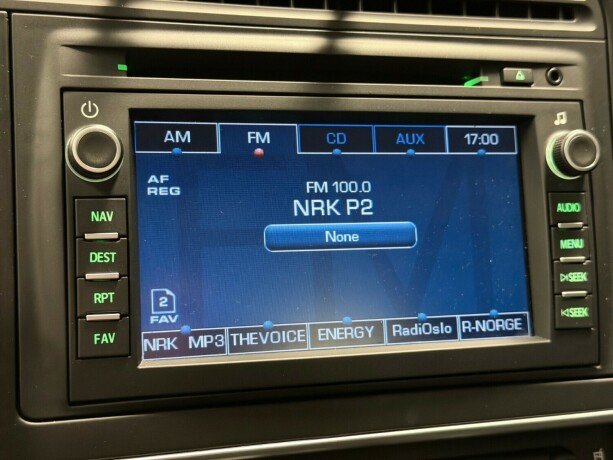 AM FM CD AUX 17:00
AF
REG
FM 100.0
NRK P2
None
2
FAV
NRK MP3 THEVOICE ENERGY RadiOslo R-NORGE
NAV
DEST
RPT
FAV
AUDIO
MENU
SEEK
SEEK